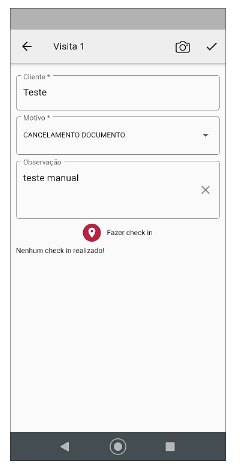 Visita 1
Cliente *
Teste
Motivo *
CANCELAMENTO DOCUMENTO
Observação
teste manual
Fazer check in
Nenhum check in realizado!